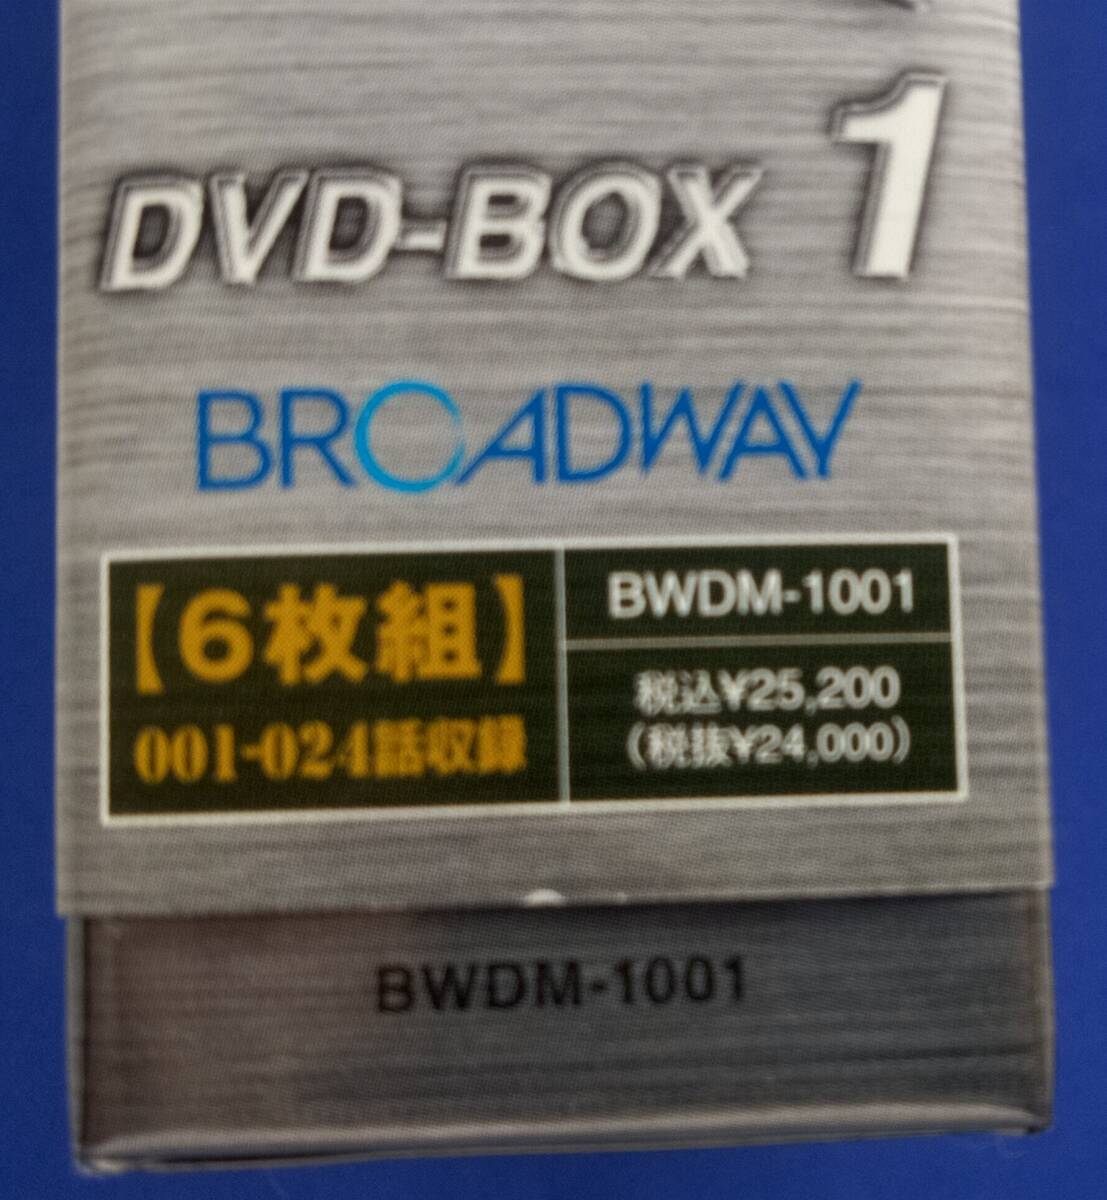 DVD-BOX 1
BROADWAY
【6枚組】
001-024話収録
BWDM-1001
税込¥25,200
（税抜¥24,000）
BWDM-1001